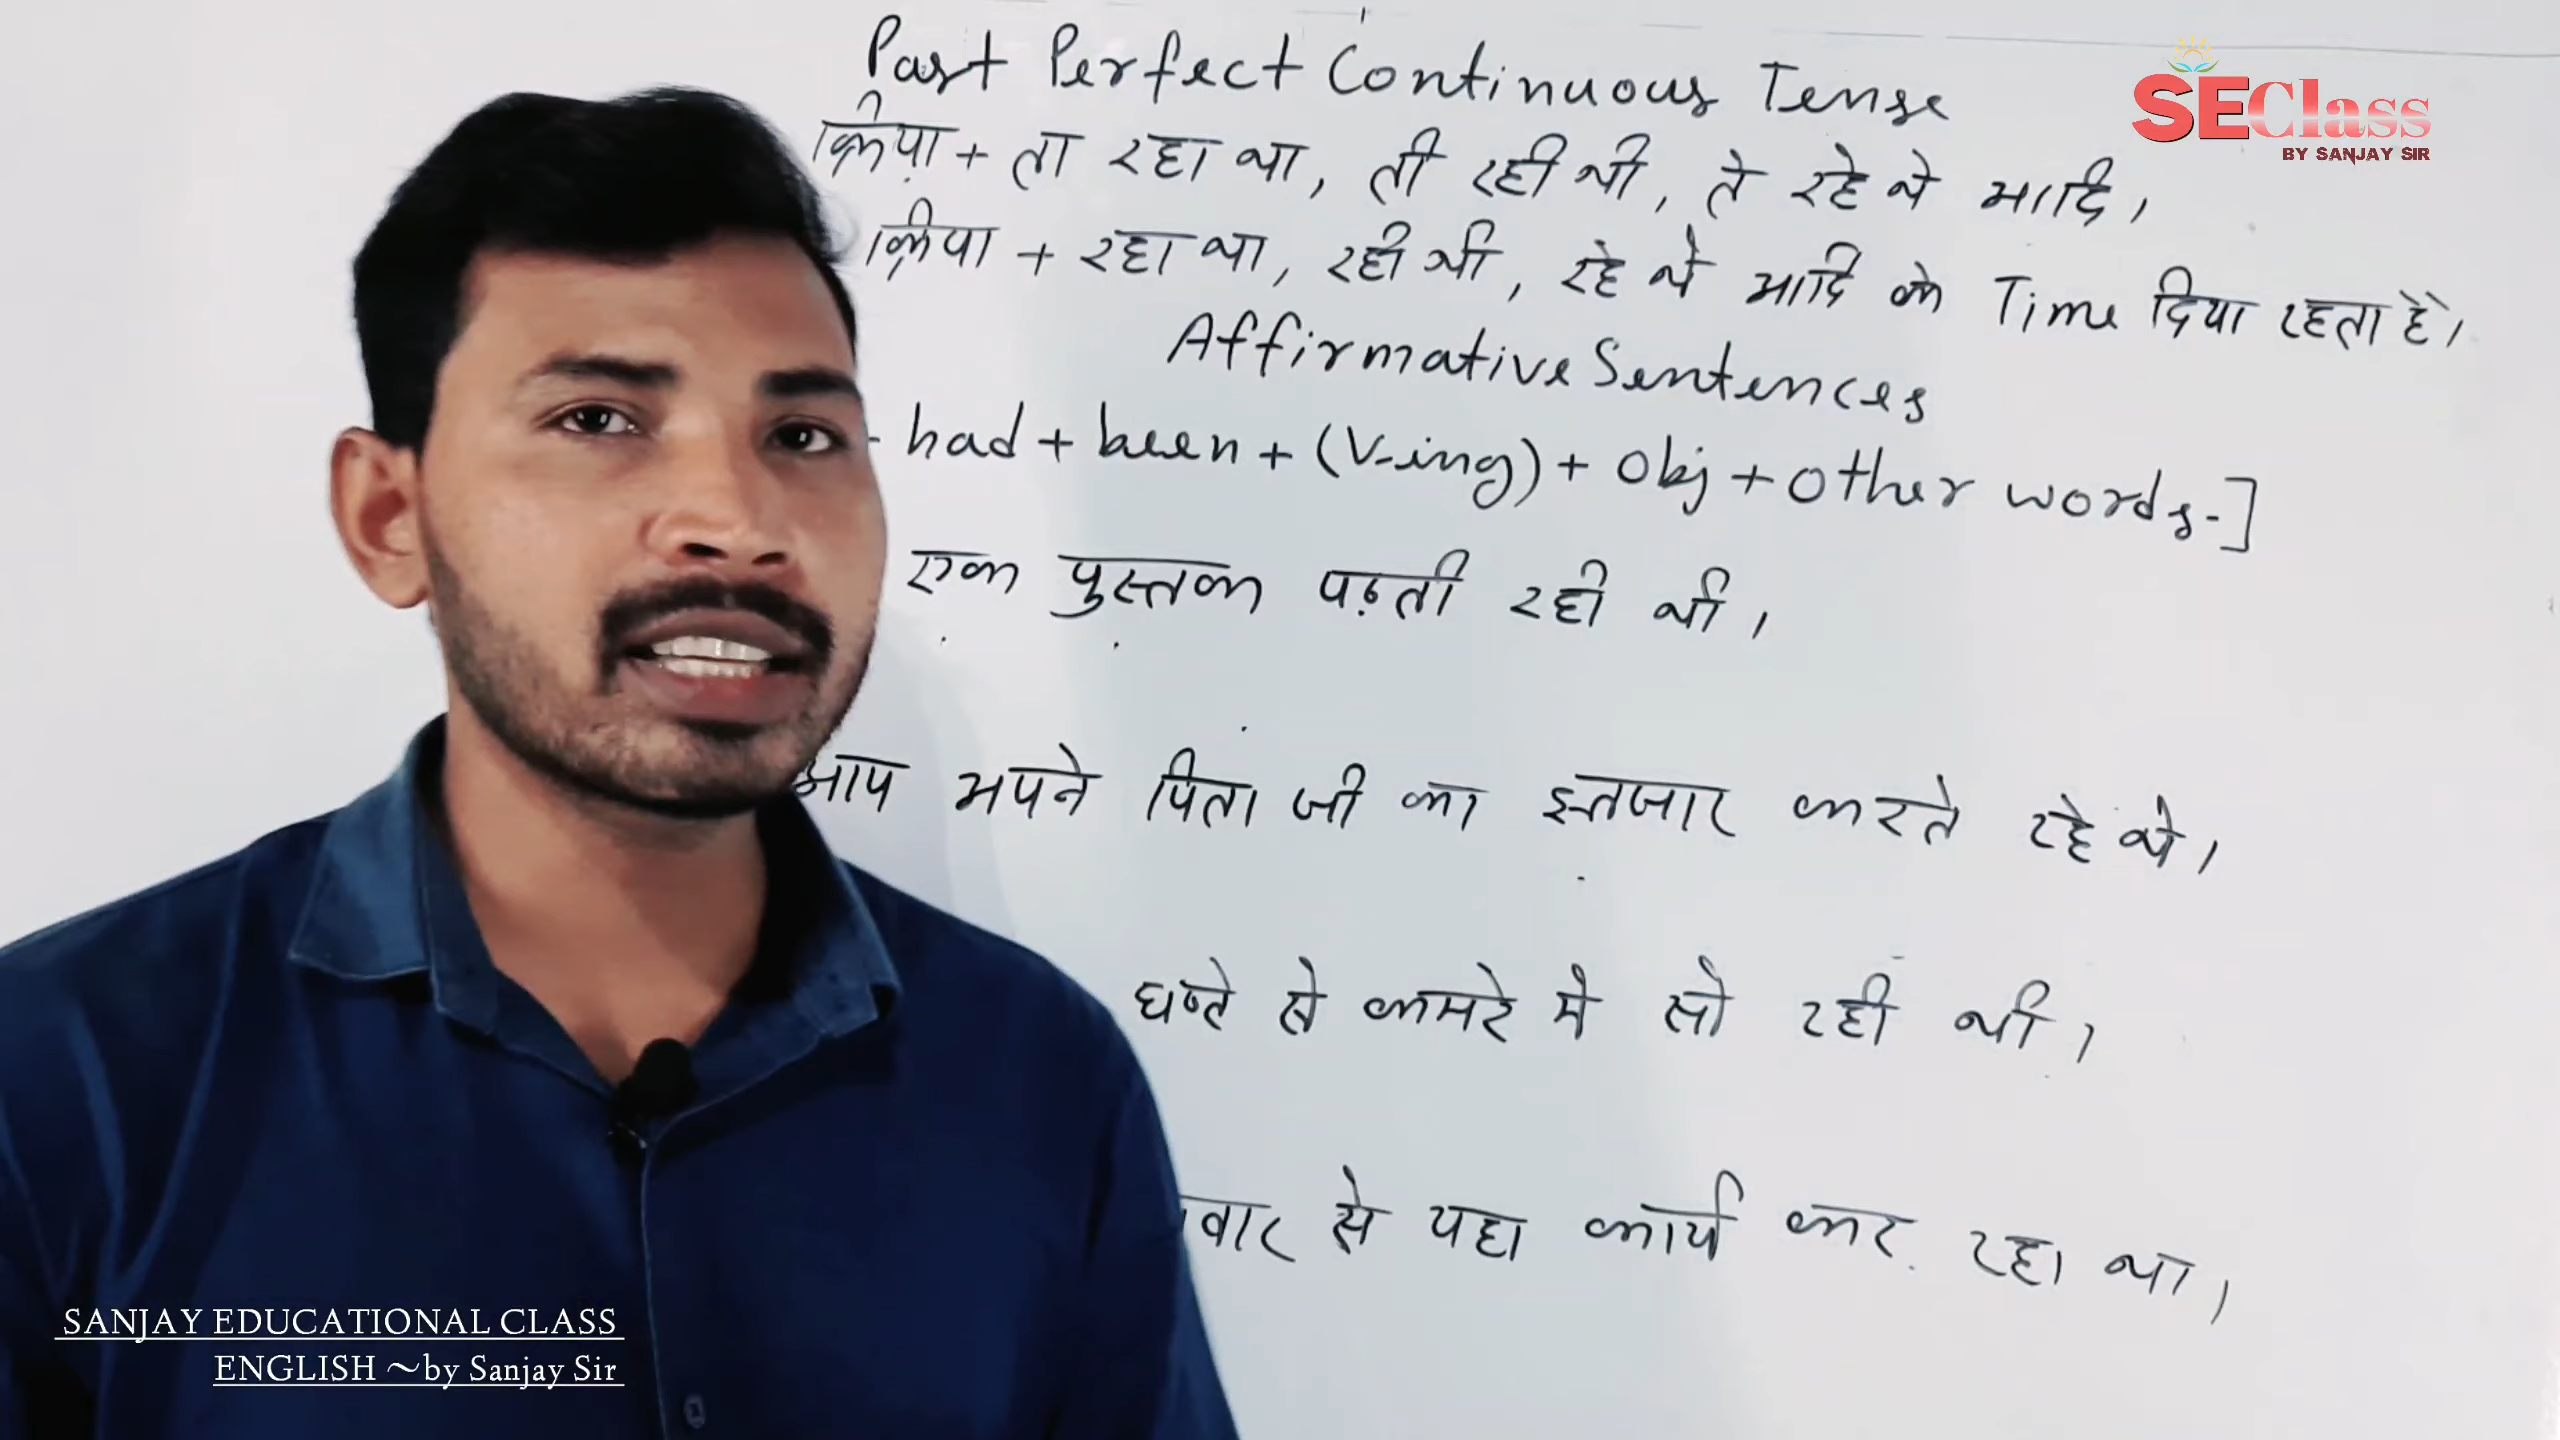 Past Perfect Continuous Tense
SEClass
BY SANJAY SIR
क्रिया + ता रहा था, ती रही थी, ते रहे थे आदि।
क्रिया + रहा था, रही थी, रहे थे आदि के Time दिया रहता है।
Affirmative Sentences
- had + been + (V-ing) + Obj + Other words-]
एक पुस्तक पढ़ती रही थी।
आप अपने पिता जी का इन्तजार करते रहे थे।
घण्टे से कमरे मे सो रही थी।
वार से यहा कार्य कर रहा था।
SANJAY EDUCATIONAL CLASS
ENGLISH ~by Sanjay Sir